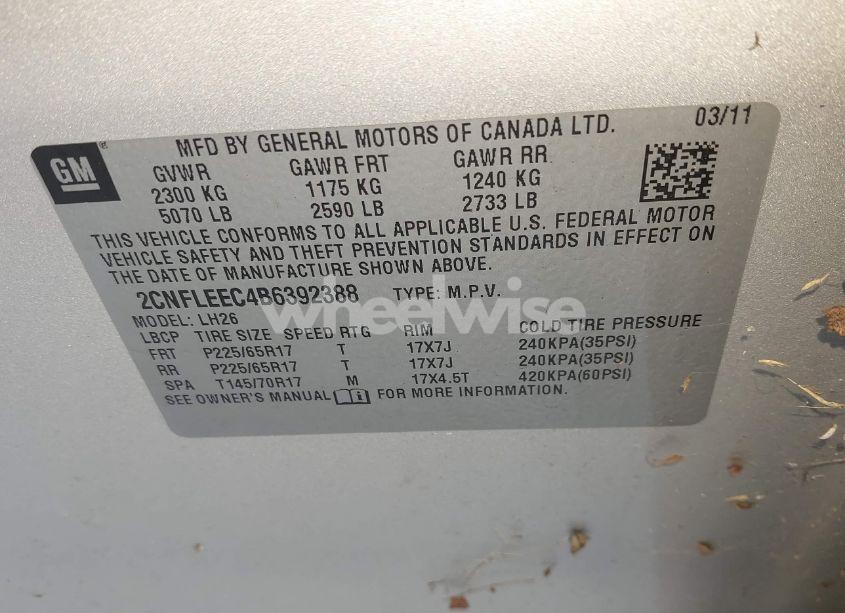 MFD BY GENERAL MOTORS OF CANADA LTD. 03/11
GM
GVWR GAWR FRT GAWR RR
2300 KG 1175 KG 1240 KG
5070 LB 2590 LB 2733 LB
THIS VEHICLE CONFORMS TO ALL APPLICABLE U.S. FEDERAL MOTOR
VEHICLE SAFETY AND THEFT PREVENTION STANDARDS IN EFFECT ON
THE DATE OF MANUFACTURE SHOWN ABOVE.
2CNFLEEC4B6392388 TYPE: M.P.V.
wheelwise
MODEL: LH26
LBCP TIRE SIZE SPEED RTG RIM COLD TIRE PRESSURE
FRT P225/65R17 T 17X7J 240KPA(35PSI)
RR P225/65R17 T 17X7J 240KPA(35PSI)
SPA T145/70R17 M 17X4.5T 420KPA(60PSI)
SEE OWNER'S MANUAL FOR MORE INFORMATION.